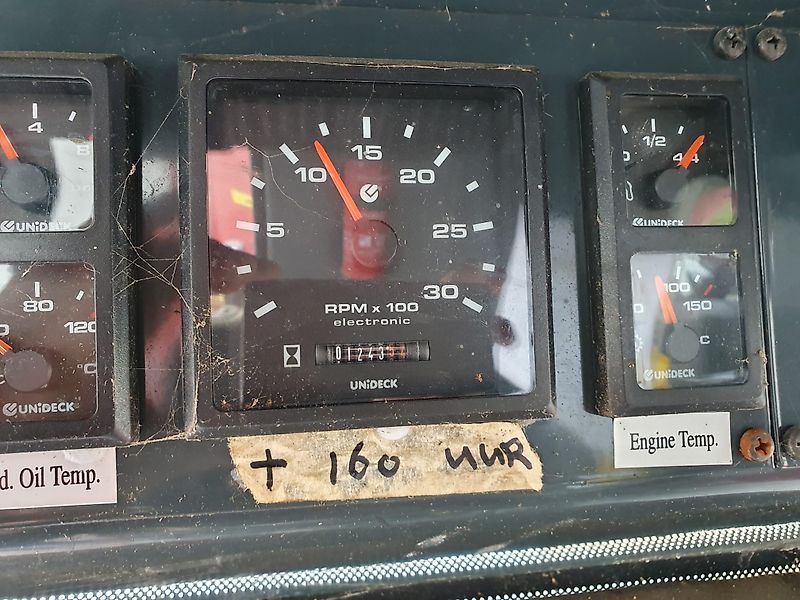 4 8
UNIDECK
80
120
°C
UNIDECK
d. Oil Temp.
5 10 15 20 25 30
RPM x 100
electronic
UNIDECK
+ 160 UUR
1/2 4/4
UNIDECK
100
150
C
UNIDECK
Engine Temp.